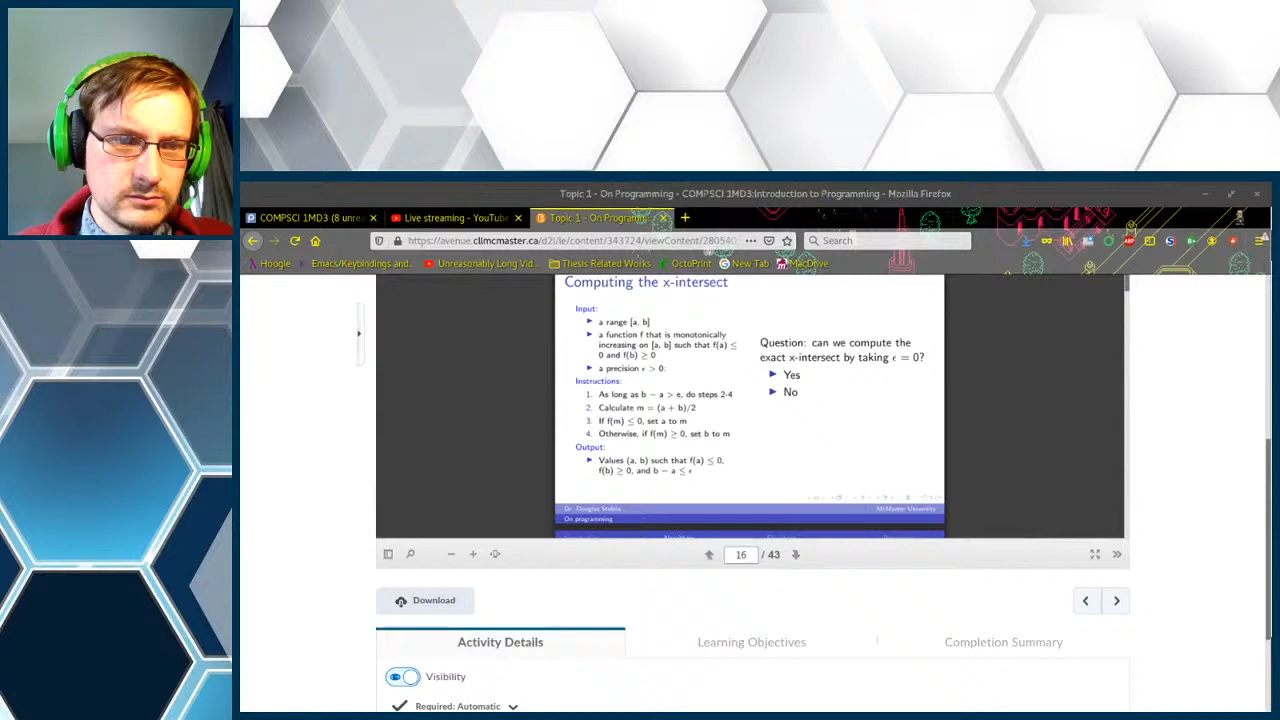 Topic 1 - On Programming - COMPSCI 1MD3:Introduction to Programming - Mozilla Firefox
COMPSCI 1MD3 (8 unre
Live streaming - YouTube
Topic 1 - On Programm
https://avenue.cllmcmaster.ca/d2l/le/content/343724/viewContent/280540
Search
Hoogle
Emacs/Keybindings and...
Unreasonably Long Vid...
Thesis Related Works
OctoPrint
New Tab
MacDrive
Computing the x-intersect
Input:
a range [a, b]
a function f that is monotonically
increasing on [a, b] such that f(a) ≤
0 and f(b) ≥ 0
a precision ϵ > 0:
Instructions:
1. As long as b − a > e, do steps 2-4
2. Calculate m = (a + b)/2
3. If f(m) ≤ 0, set a to m
4. Otherwise, if f(m) ≥ 0, set b to m
Output:
Values (a, b) such that f(a) ≤ 0,
f(b) ≥ 0, and b − a ≤ ϵ
Question: can we compute the
exact x-intersect by taking ϵ = 0?
Yes
No
Dr. Douglas Stebila
McMaster University
On programming
16 / 43
Download
Activity Details
Learning Objectives
Completion Summary
Visibility
Required: Automatic